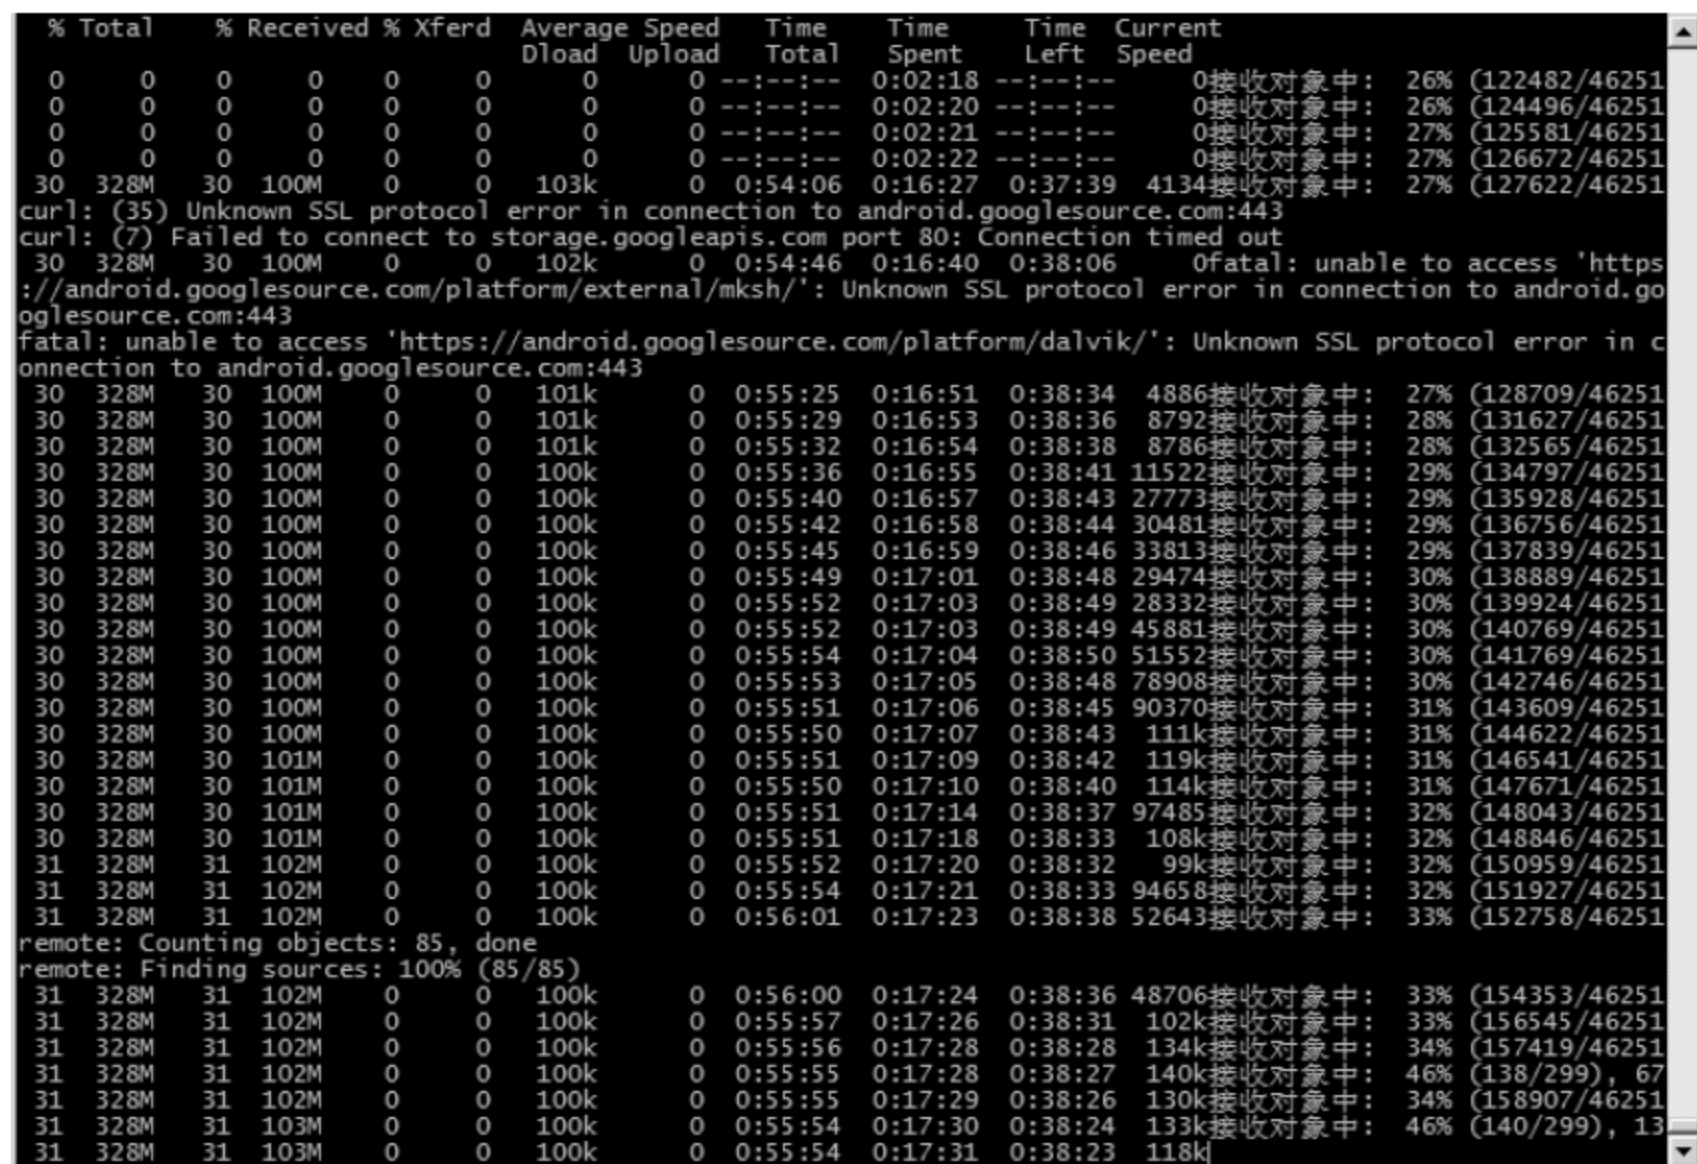 % Total % Received % Xferd Average Speed Time Time Time Current
Dload Upload Total Spent Left Speed
0 0 0 0 0 0 0 0 --:--:-- 0:02:18 --:--:-- 0接收对象中: 26% (122482/46251
0 0 0 0 0 0 0 0 --:--:-- 0:02:20 --:--:-- 0接收对象中: 26% (124496/46251
0 0 0 0 0 0 0 0 --:--:-- 0:02:21 --:--:-- 0接收对象中: 27% (125581/46251
0 0 0 0 0 0 0 0 --:--:-- 0:02:22 --:--:-- 0接收对象中: 27% (126672/46251
30 328M 30 100M 0 0 103k 0 0:54:06 0:16:27 0:37:39 4134接收对象中: 27% (127622/46251
curl: (35) Unknown SSL protocol error in connection to android.googlesource.com:443
curl: (7) Failed to connect to storage.googleapis.com port 80: Connection timed out
30 328M 30 100M 0 0 102k 0 0:54:46 0:16:40 0:38:06 0fatal: unable to access 'https
://android.googlesource.com/platform/external/mksh/': Unknown SSL protocol error in connection to android.go
oglesource.com:443
fatal: unable to access 'https://android.googlesource.com/platform/dalvik/': Unknown SSL protocol error in c
onnection to android.googlesource.com:443
30 328M 30 100M 0 0 101k 0 0:55:25 0:16:51 0:38:34 4886接收对象中: 27% (128709/46251
30 328M 30 100M 0 0 101k 0 0:55:29 0:16:53 0:38:36 8792接收对象中: 28% (131627/46251
30 328M 30 100M 0 0 101k 0 0:55:32 0:16:54 0:38:38 8786接收对象中: 28% (132565/46251
30 328M 30 100M 0 0 100k 0 0:55:36 0:16:55 0:38:41 11522接收对象中: 29% (134797/46251
30 328M 30 100M 0 0 100k 0 0:55:40 0:16:57 0:38:43 27773接收对象中: 29% (135928/46251
30 328M 30 100M 0 0 100k 0 0:55:42 0:16:58 0:38:44 30481接收对象中: 29% (136756/46251
30 328M 30 100M 0 0 100k 0 0:55:45 0:16:59 0:38:46 33813接收对象中: 29% (137839/46251
30 328M 30 100M 0 0 100k 0 0:55:49 0:17:01 0:38:48 29474接收对象中: 30% (138889/46251
30 328M 30 100M 0 0 100k 0 0:55:52 0:17:03 0:38:49 28332接收对象中: 30% (139924/46251
30 328M 30 100M 0 0 100k 0 0:55:52 0:17:03 0:38:49 45881接收对象中: 30% (140769/46251
30 328M 30 100M 0 0 100k 0 0:55:54 0:17:04 0:38:50 51552接收对象中: 30% (141769/46251
30 328M 30 100M 0 0 100k 0 0:55:53 0:17:05 0:38:48 78908接收对象中: 30% (142746/46251
30 328M 30 100M 0 0 100k 0 0:55:51 0:17:06 0:38:45 90370接收对象中: 31% (143609/46251
30 328M 30 100M 0 0 100k 0 0:55:50 0:17:07 0:38:43 111k接收对象中: 31% (144622/46251
30 328M 30 101M 0 0 100k 0 0:55:51 0:17:09 0:38:42 119k接收对象中: 31% (146541/46251
30 328M 30 101M 0 0 100k 0 0:55:50 0:17:10 0:38:40 114k接收对象中: 31% (147671/46251
30 328M 30 101M 0 0 100k 0 0:55:51 0:17:14 0:38:37 97485接收对象中: 32% (148043/46251
30 328M 30 101M 0 0 100k 0 0:55:51 0:17:18 0:38:33 108k接收对象中: 32% (148846/46251
31 328M 31 102M 0 0 100k 0 0:55:52 0:17:20 0:38:32 99k接收对象中: 32% (150959/46251
31 328M 31 102M 0 0 100k 0 0:55:54 0:17:21 0:38:33 94658接收对象中: 32% (151927/46251
31 328M 31 102M 0 0 100k 0 0:56:01 0:17:23 0:38:38 52643接收对象中: 33% (152758/46251
remote: Counting objects: 85, done
remote: Finding sources: 100% (85/85)
31 328M 31 102M 0 0 100k 0 0:56:00 0:17:24 0:38:36 48706接收对象中: 33% (154353/46251
31 328M 31 102M 0 0 100k 0 0:55:57 0:17:26 0:38:31 102k接收对象中: 33% (156545/46251
31 328M 31 102M 0 0 100k 0 0:55:56 0:17:28 0:38:28 134k接收对象中: 34% (157419/46251
31 328M 31 102M 0 0 100k 0 0:55:55 0:17:28 0:38:27 140k接收对象中: 46% (138/299), 67
31 328M 31 102M 0 0 100k 0 0:55:55 0:17:29 0:38:26 130k接收对象中: 34% (158907/46251
31 328M 31 103M 0 0 100k 0 0:55:54 0:17:30 0:38:24 133k接收对象中: 46% (140/299), 13
31 328M 31 103M 0 0 100k 0 0:55:54 0:17:31 0:38:23 118k